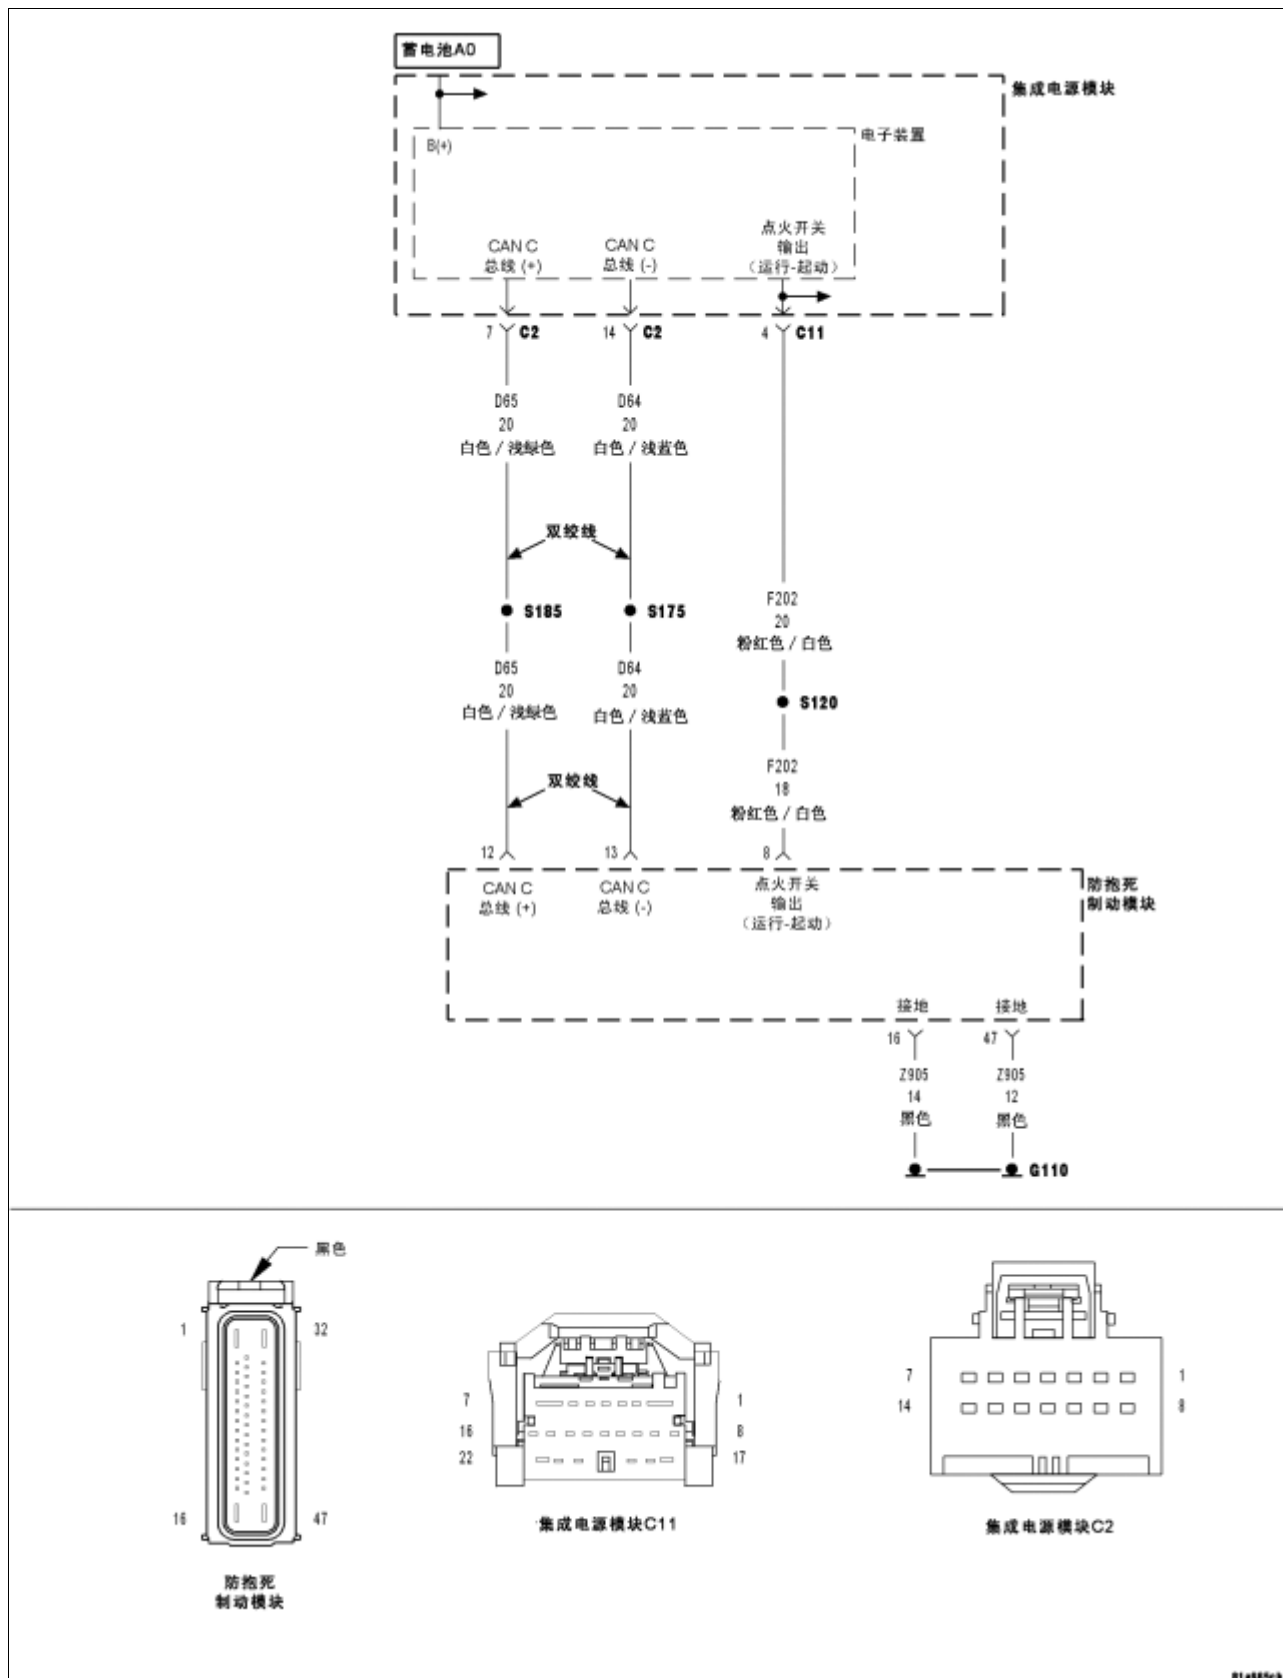 蓄电池A0
集成电源模块
电子装置
B(+)
点火开关
输出
（运行-起动）
CAN C
总线 (+)
CAN C
总线 (-)
7 C2
14 C2
4 C11
D65
20
白色 / 浅绿色
D64
20
白色 / 浅蓝色
双绞线
S185
S175
F202
20
粉红色 / 白色
D65
20
白色 / 浅绿色
D64
20
白色 / 浅蓝色
S120
双绞线
F202
18
粉红色 / 白色
12
13
8
CAN C
总线 (+)
CAN C
总线 (-)
点火开关
输出
（运行-起动）
防抱死
制动模块
接地
接地
16
47
Z905
14
黑色
Z905
12
黑色
G110
黑色
1
32
16
47
防抱死
制动模块
7
1
16
8
22
17
集成电源模块C11
7
1
14
8
集成电源模块C2